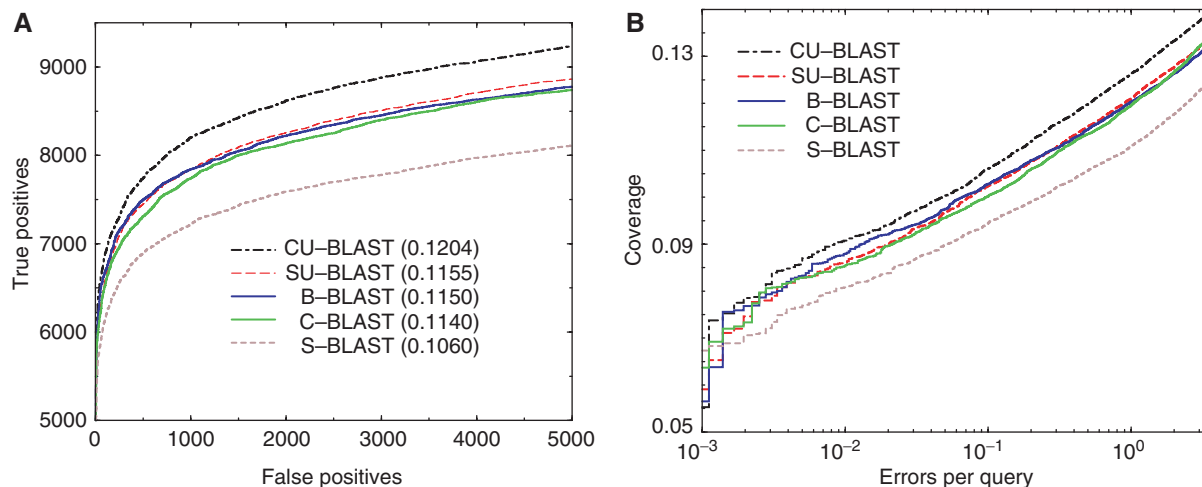 A
9000
8000
7000
6000
5000
True positives
CU–BLAST (0.1204)
SU–BLAST (0.1155)
B–BLAST (0.1150)
C–BLAST (0.1140)
S–BLAST (0.1060)
0 1000 2000 3000 4000 5000
False positives
B
0.13
0.09
0.05
Coverage
CU–BLAST
SU–BLAST
B–BLAST
C–BLAST
S–BLAST
10⁻³ 10⁻² 10⁻¹ 10⁰
Errors per query